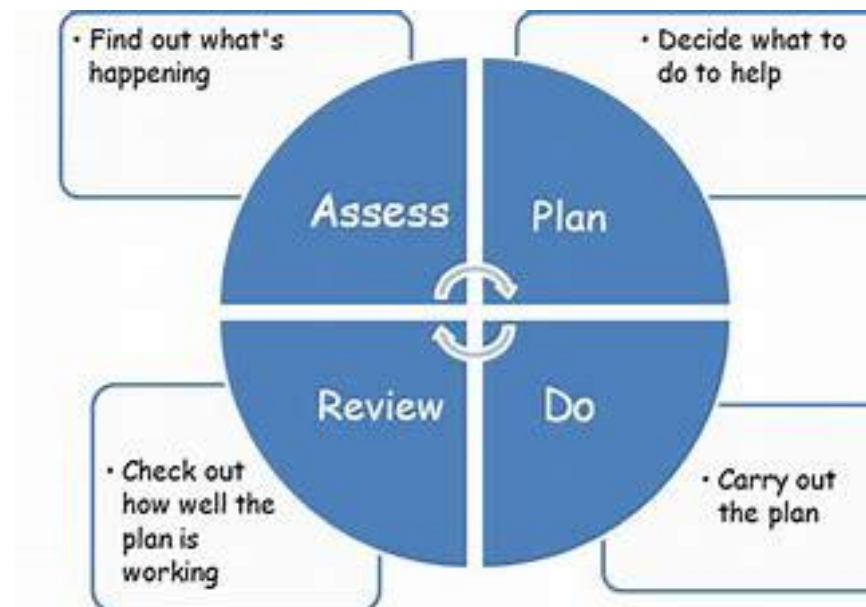 • Find out what's
happening
• Decide what to
do to help
Assess
Plan
Review
Do
• Check out
how well the
plan is
working
• Carry out
the plan